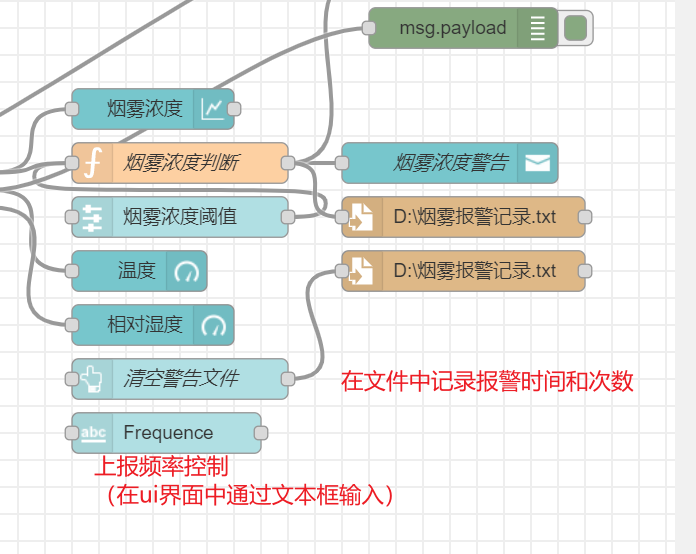 msg.payload
烟雾浓度
烟雾浓度判断
烟雾浓度警告
烟雾浓度阈值
D:\烟雾报警记录.txt
温度
D:\烟雾报警记录.txt
相对湿度
清空警告文件
在文件中记录报警时间和次数
abc Frequence
上报频率控制
（在ui界面中通过文本框输入）